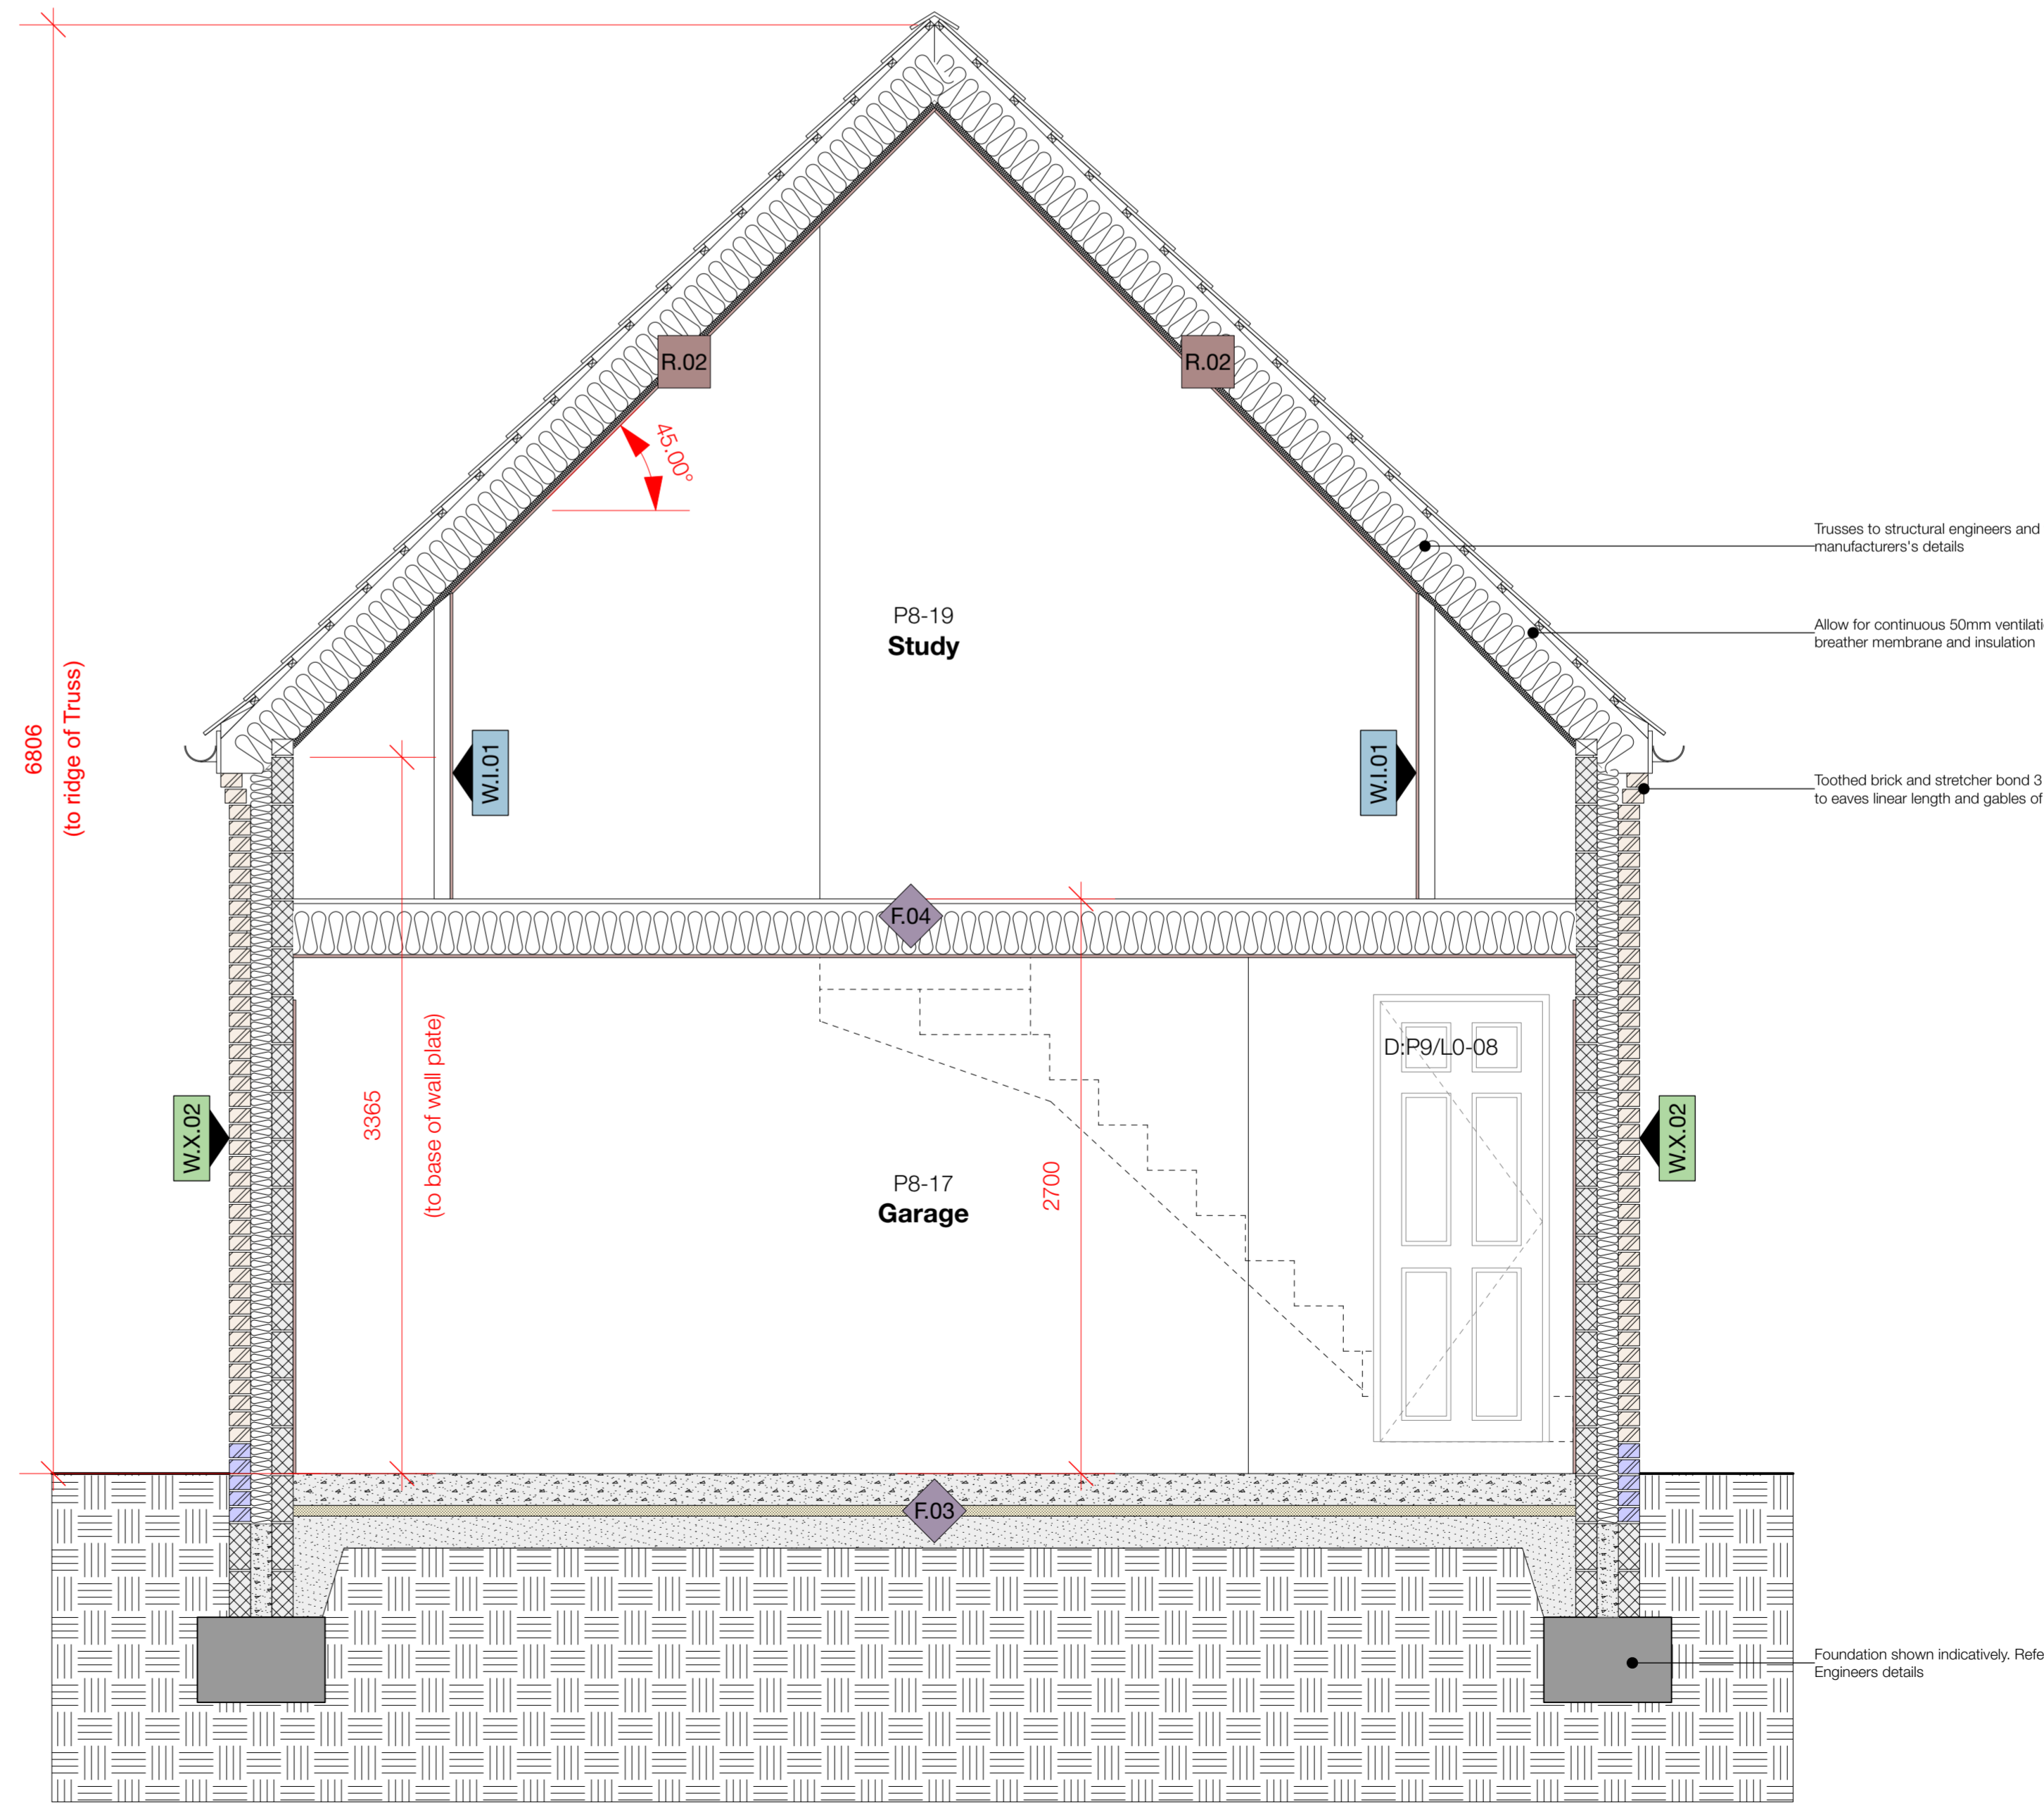 R.02
R.02
45.00°
Trusses to structural engineers and
manufacturers's details
P8-19
Study
Allow for continuous 50mm ventilati
breather membrane and insulation
6806
(to ridge of Truss)
W.I.01
W.I.01
Toothed brick and stretcher bond 3
to eaves linear length and gables of
F.04
D:P9/L0-08
3365
(to base of wall plate)
W.X.02
W.X.02
P8-17
Garage
2700
F.03
Foundation shown indicatively. Refe
Engineers details